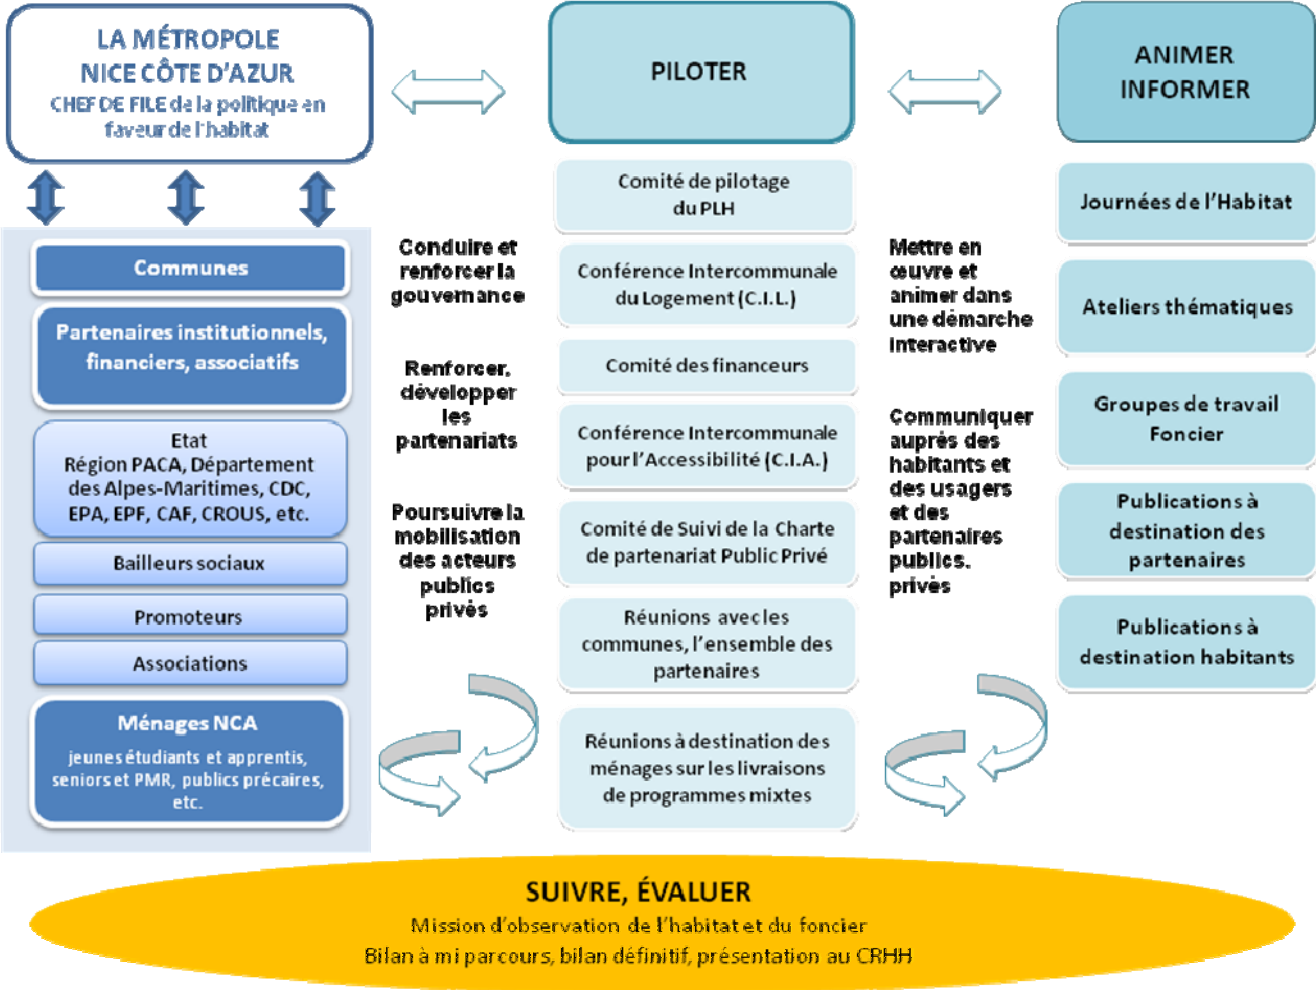 LA MÉTROPOLE
NICE CÔTE D'AZUR
CHEF DE FILE de la politique en
faveur de l'habitat
Communes
Partenaires institutionnels,
financiers, associatifs
Etat
Région PACA, Département
des Alpes-Maritimes, CDC,
EPA, EPF, CAF, CROUS, etc.
Bailleurs sociaux
Promoteurs
Associations
Ménages NCA
jeunes étudiants et apprentis,
seniors et PMR, publics précaires,
etc.
Conduire et
renforcer la
gouvernance
Renforcer,
développer
les
partenariats
Poursuivre la
mobilisation
des acteurs
publics
privés
PILOTER
Comité de pilotage
du PLH
Conférence Intercommunale
du Logement (C.I.L.)
Comité des financeurs
Conférence Intercommunale
pour l'Accessibilité (C.I.A.)
Comité de Suivi de la Charte
de partenariat Public Privé
Réunions avec les
communes, l'ensemble des
partenaires
Réunions à destination des
ménages sur les livraisons
de programmes mixtes
Mettre en
œuvre et
animer dans
une démarche
interactive
Communiquer
auprès des
habitants et
des usagers
et des
partenaires
publics,
privés
ANIMER
INFORMER
Journées de l'Habitat
Ateliers thématiques
Groupes de travail
Foncier
Publications à
destination des
partenaires
Publications à
destination habitants
SUIVRE, ÉVALUER
Mission d'observation de l'habitat et du foncier
Bilan à mi parcours, bilan définitif, présentation au CRHH